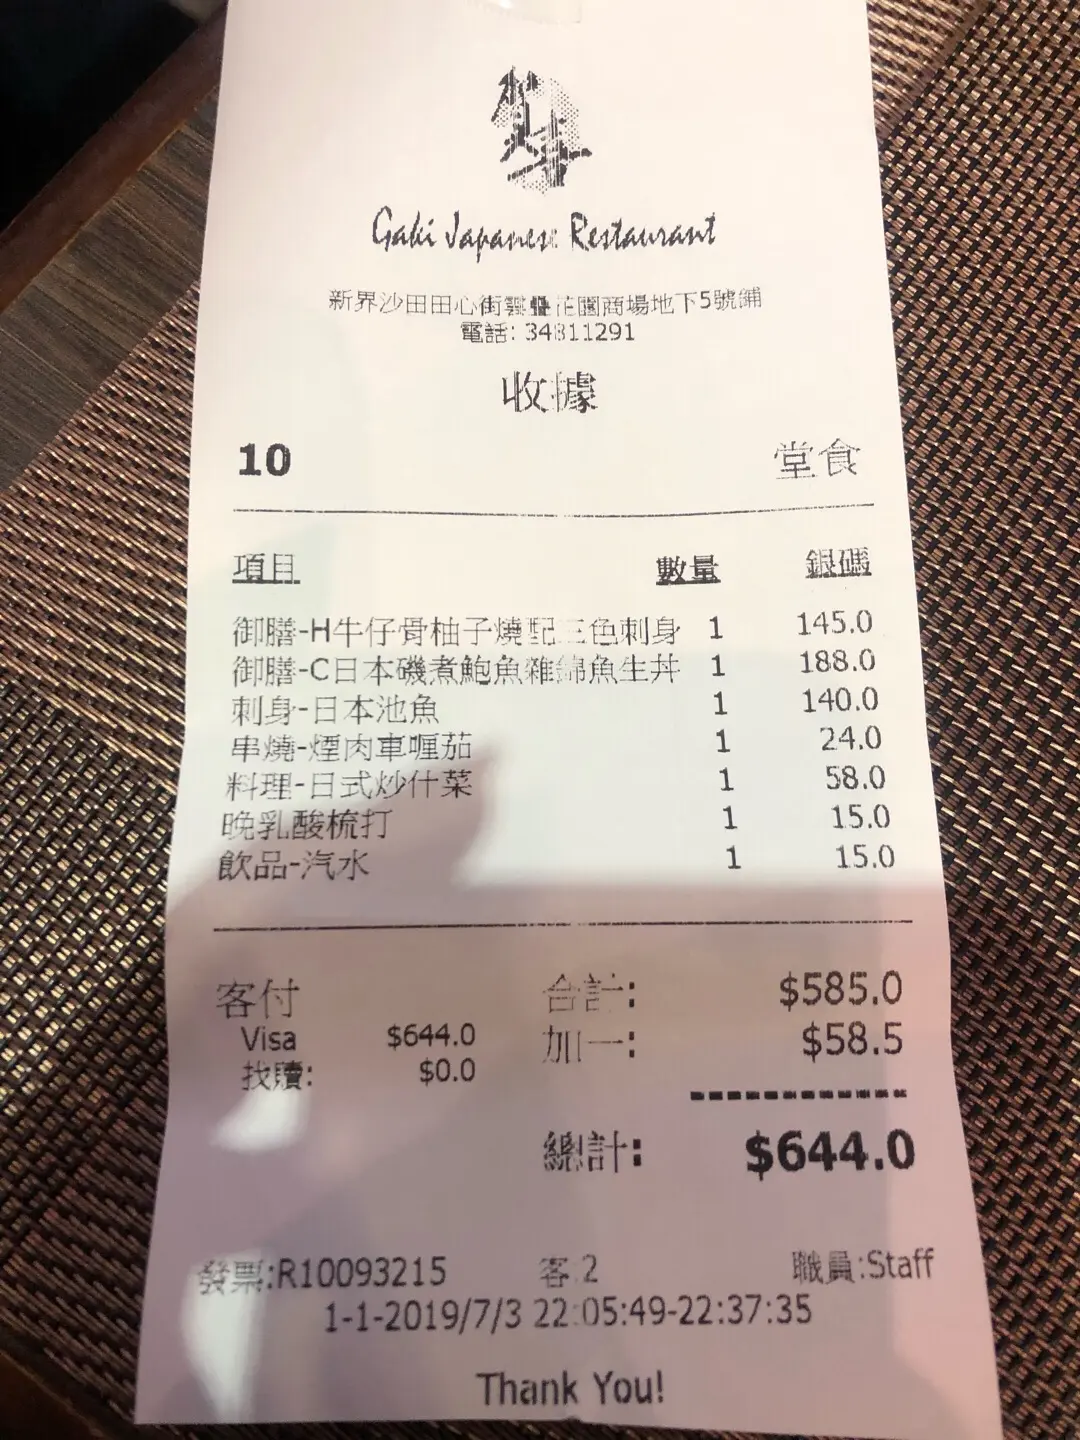 賀喜
Gaki Japanese Restaurant
新界沙田田心街雲疊花園商場地下5號鋪
電話: 34811291
收據
10 堂食
項目 數量 銀碼
御膳-H牛仔骨柚子燒配三色刺身 1 145.0
御膳-C日本磯煮鮑魚雜錦魚生丼 1 188.0
刺身-日本池魚 1 140.0
串燒-煙肉車喱茄 1 24.0
料理-日式炒什菜 1 58.0
晚乳酸梳打 1 15.0
飲品-汽水 1 15.0
客付 合計: $585.0
Visa $644.0 加一: $58.5
找贖: $0.0
總計: $644.0
發票:R10093215 客:2 職員:Staff
1-1-2019/7/3 22:05:49-22:37:35
Thank You!